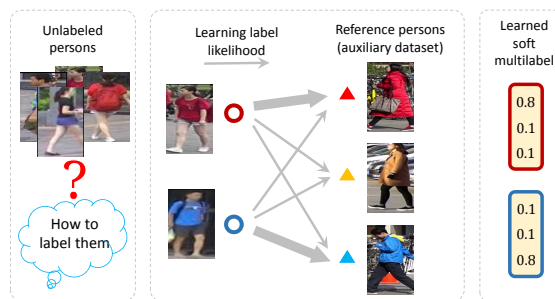 Unlabeled
persons
?
How to
label them
Learning label
likelihood
Reference persons
(auxiliary dataset)
Learned
soft
multilabel
0.8
0.1
0.1
0.1
0.1
0.8